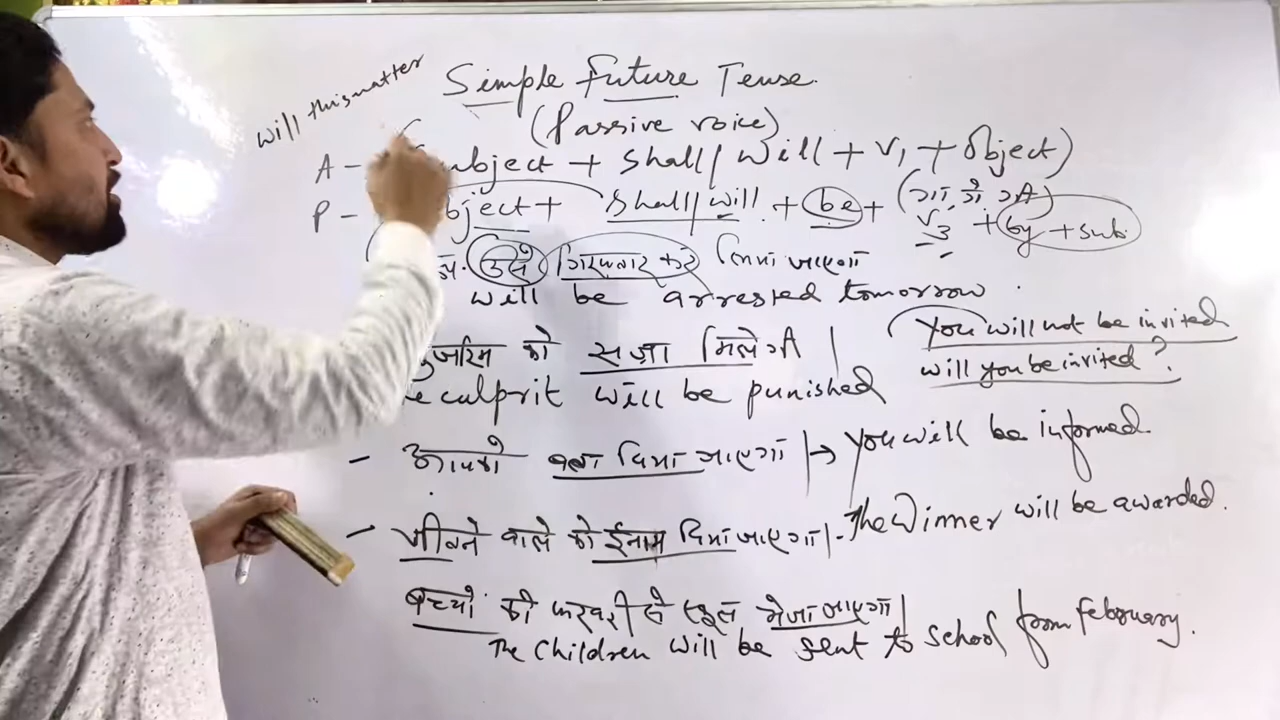 will this matter
Simple Future Tense.
(Passive voice)
A - Subject + shall/will + V1 + Object)
P - bject + shall/will + be + V3 + by + sub.
(गा गे गी)
उसे गिरफ्तार कर लिया जाएगा
will be arrested tomorrow.
मुजरिम को सज़ा मिलेगी |
culprit will be punished
You will not be invited
will you be invited?
- आपको बता दिया जाएगा | → You will be informed.
- जीतने वाले को ईनाम दिया जाएगा | - The Winner will be awarded.
बच्चों को फरवरी से स्कूल भेजा जाएगा |
The children will be sent to school from February.